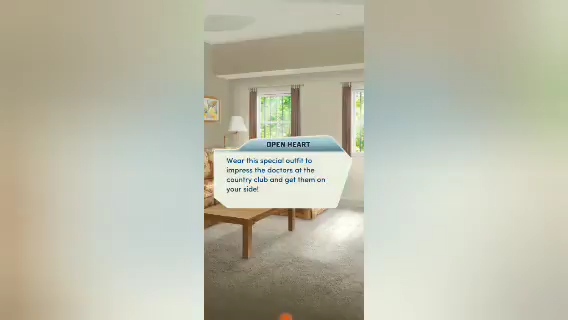 OPEN HEART
Wear this special outfit to
impress the doctors at the
country club and get them on
your side!